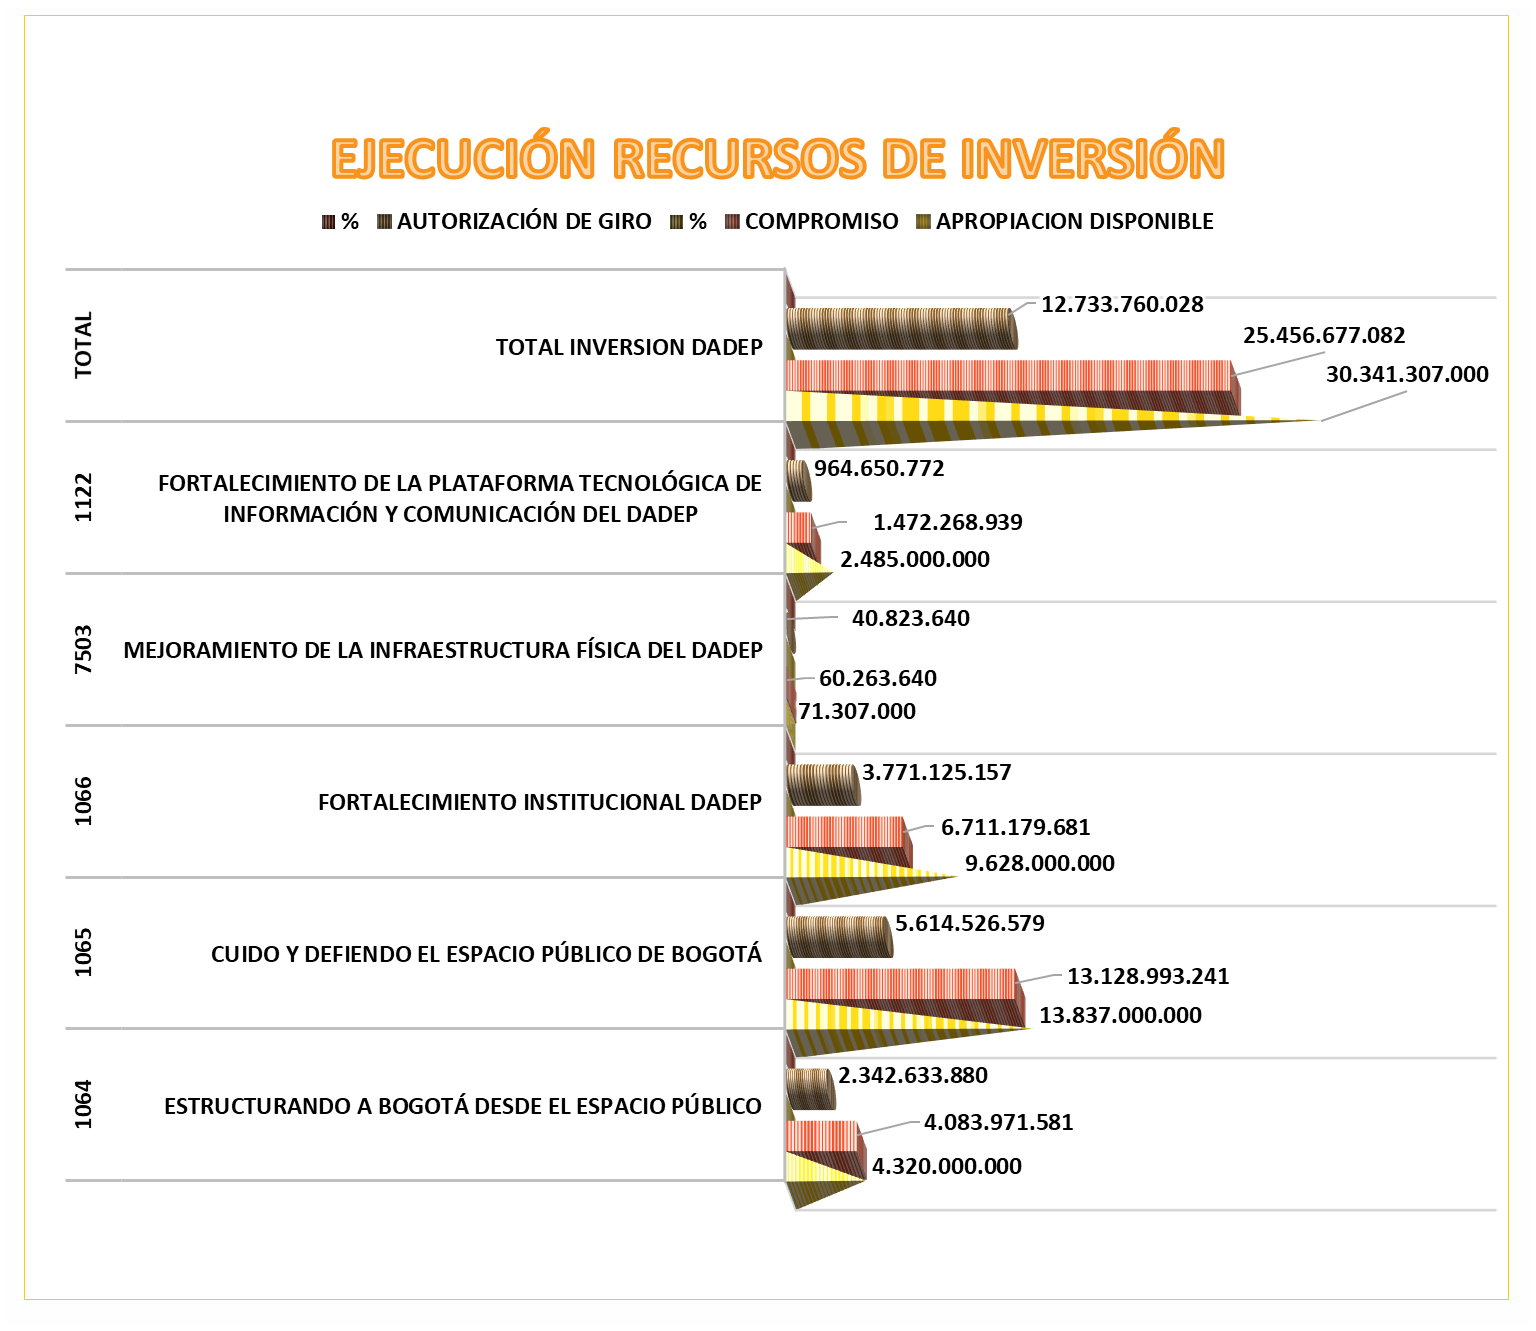 EJECUCIÓN RECURSOS DE INVERSIÓN
% AUTORIZACIÓN DE GIRO % COMPROMISO APROPIACION DISPONIBLE
TOTAL
TOTAL INVERSION DADEP
12.733.760.028
25.456.677.082
30.341.307.000
1122
FORTALECIMIENTO DE LA PLATAFORMA TECNOLÓGICA DE
INFORMACIÓN Y COMUNICACIÓN DEL DADEP
964.650.772
1.472.268.939
2.485.000.000
7503
MEJORAMIENTO DE LA INFRAESTRUCTURA FÍSICA DEL DADEP
40.823.640
60.263.640
71.307.000
1066
FORTALECIMIENTO INSTITUCIONAL DADEP
3.771.125.157
6.711.179.681
9.628.000.000
1065
CUIDO Y DEFIENDO EL ESPACIO PÚBLICO DE BOGOTÁ
5.614.526.579
13.128.993.241
13.837.000.000
1064
ESTRUCTURANDO A BOGOTÁ DESDE EL ESPACIO PÚBLICO
2.342.633.880
4.083.971.581
4.320.000.000